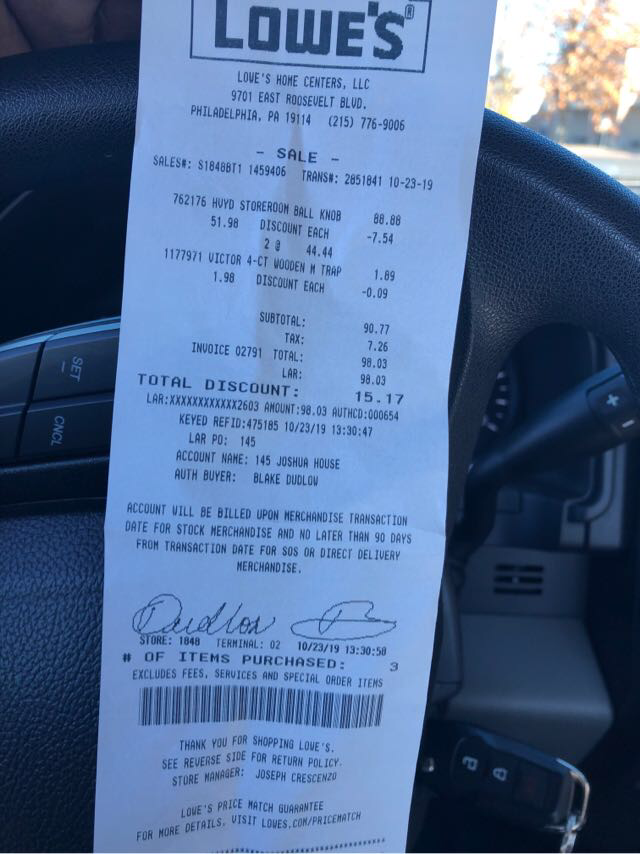 LOWE'S®
LOWE'S HOME CENTERS, LLC
9701 EAST ROOSEVELT BLVD.
PHILADELPHIA, PA 19114 (215) 776-9006
- SALE -
SALES#: S1848BT1 1459406 TRANS#: 2851841 10-23-19
762176 HVYD STOREROOM BALL KNOB 88.88
51.98 DISCOUNT EACH -7.54
2 @ 44.44
1177971 VICTOR 4-CT WOODEN M TRAP 1.89
1.98 DISCOUNT EACH -0.09
SUBTOTAL: 90.77
TAX: 7.26
INVOICE 02791 TOTAL: 98.03
LAR: 98.03
TOTAL DISCOUNT: 15.17
LAR:XXXXXXXXXXXX2603 AMOUNT:98.03 AUTHCD:000654
KEYED REFID:475185 10/23/19 13:30:47
LAR PO: 145
ACCOUNT NAME: 145 JOSHUA HOUSE
AUTH BUYER: BLAKE DUDLOW
ACCOUNT WILL BE BILLED UPON MERCHANDISE TRANSACTION
DATE FOR STOCK MERCHANDISE AND NO LATER THAN 90 DAYS
FROM TRANSACTION DATE FOR SOS OR DIRECT DELIVERY
MERCHANDISE.
STORE: 1848 TERMINAL: 02 10/23/19 13:30:50
# OF ITEMS PURCHASED: 3
EXCLUDES FEES, SERVICES AND SPECIAL ORDER ITEMS
THANK YOU FOR SHOPPING LOWE'S.
SEE REVERSE SIDE FOR RETURN POLICY.
STORE MANAGER: JOSEPH CRESCENZO
LOWE'S PRICE MATCH GUARANTEE
FOR MORE DETAILS, VISIT LOWES.COM/PRICEMATCH
SET
CNCL
+
-